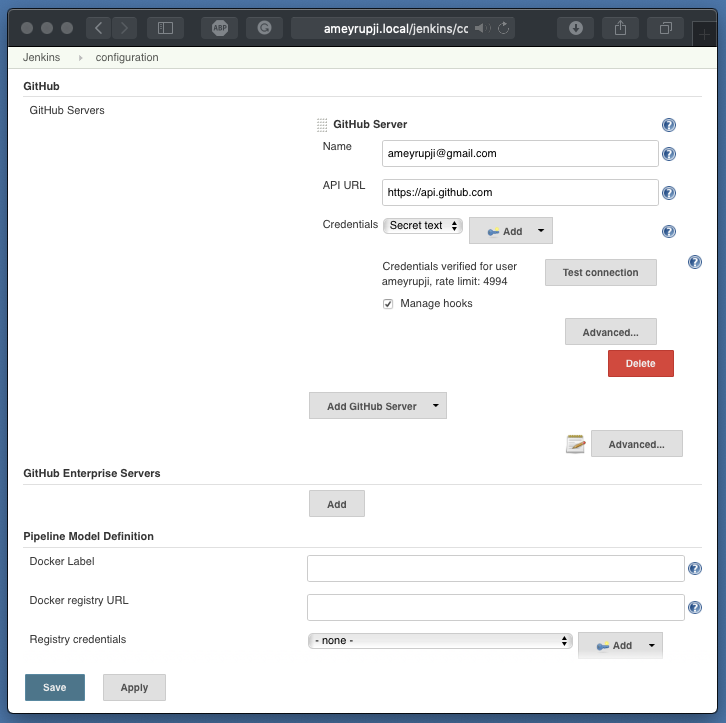 ABP
ameyrupji.local/jenkins/cc
Jenkins
configuration
GitHub
GitHub Servers
GitHub Server
Name
ameyrupji@gmail.com
API URL
https://api.github.com
Credentials
Secret text
Add
Credentials verified for user
ameyrupji, rate limit: 4994
Test connection
Manage hooks
Advanced...
Delete
Add GitHub Server
Advanced...
GitHub Enterprise Servers
Add
Pipeline Model Definition
Docker Label
Docker registry URL
Registry credentials
- none -
Add
Save
Apply